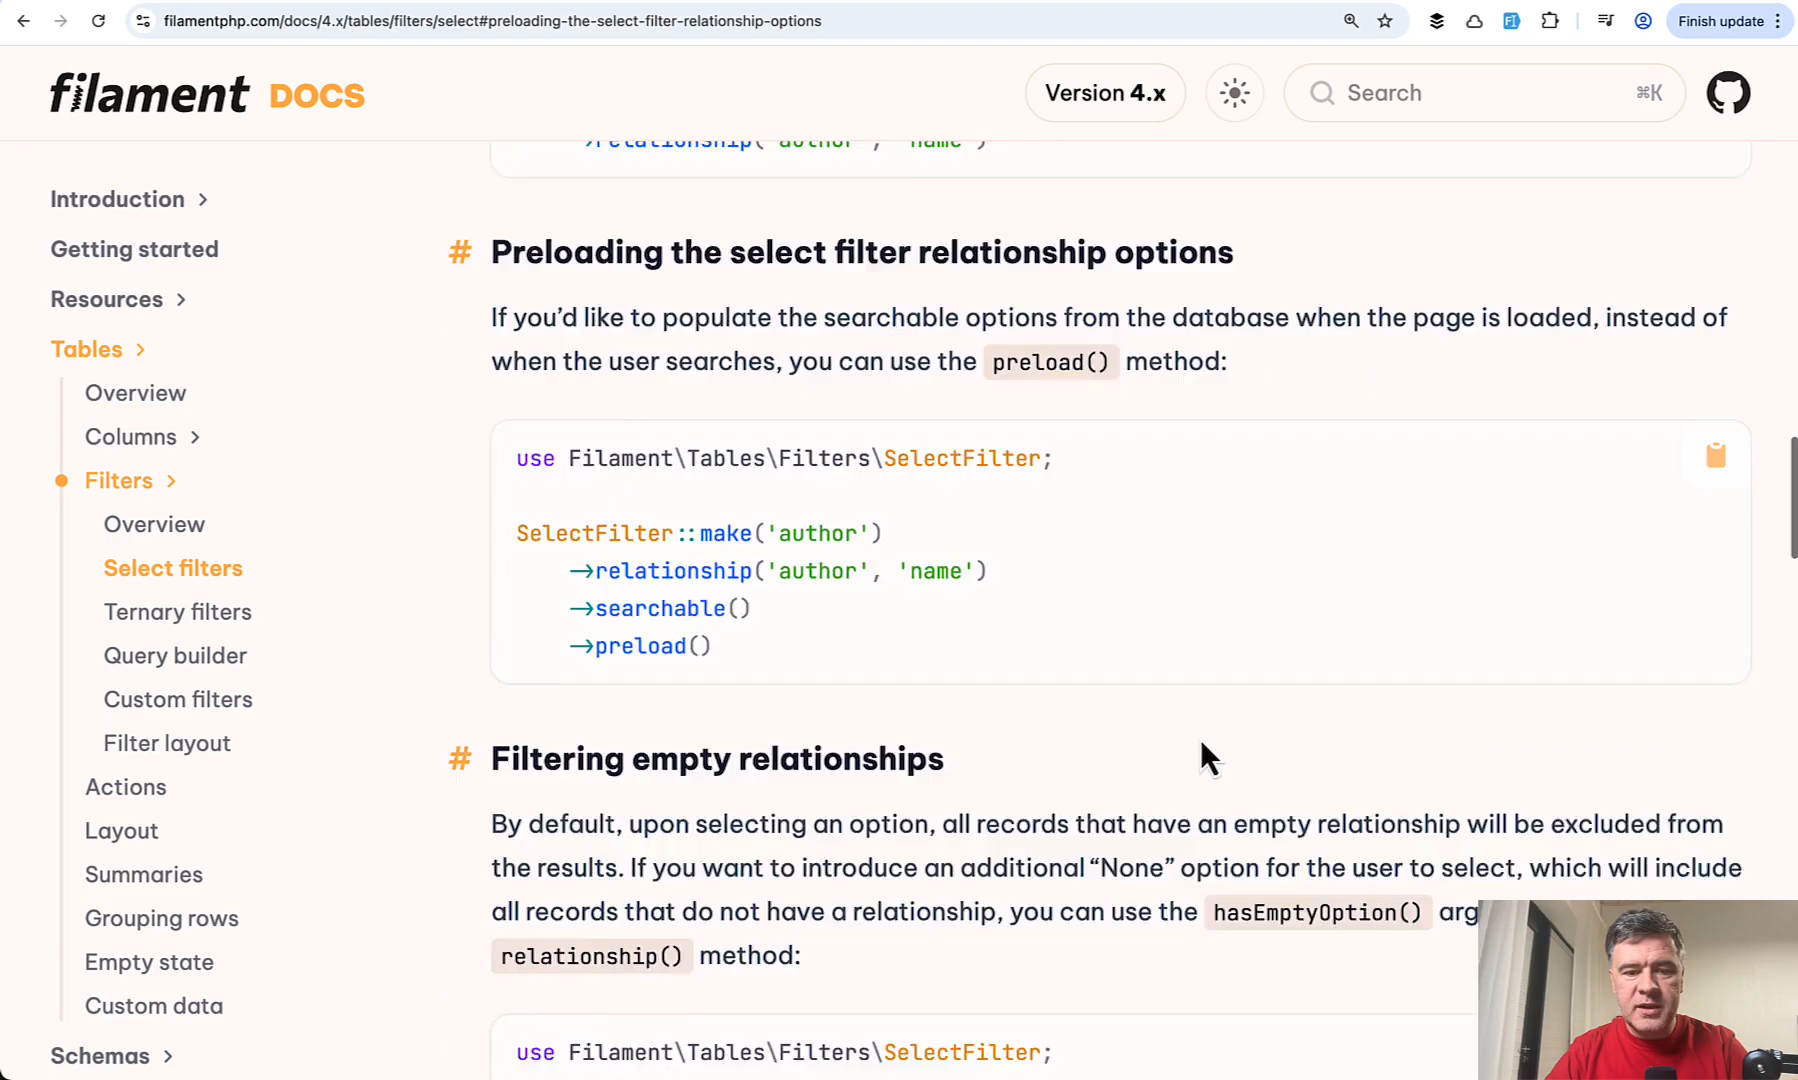 filamentphp.com/docs/4.x/tables/filters/select#preloading-the-select-filter-relationship-options
Finish update
filament DOCS
Version 4.x
Search
⌘K
Introduction
Getting started
Resources
Tables
Overview
Columns
Filters
Overview
Select filters
Ternary filters
Query builder
Custom filters
Filter layout
Actions
Layout
Summaries
Grouping rows
Empty state
Custom data
Schemas
->relationship('author', 'name')
# Preloading the select filter relationship options
If you’d like to populate the searchable options from the database when the page is loaded, instead of
when the user searches, you can use the preload() method:
use Filament\Tables\Filters\SelectFilter;
SelectFilter::make('author')
->relationship('author', 'name')
->searchable()
->preload()
# Filtering empty relationships
By default, upon selecting an option, all records that have an empty relationship will be excluded from
the results. If you want to introduce an additional “None” option for the user to select, which will include
all records that do not have a relationship, you can use the hasEmptyOption() arg
relationship() method:
use Filament\Tables\Filters\SelectFilter;